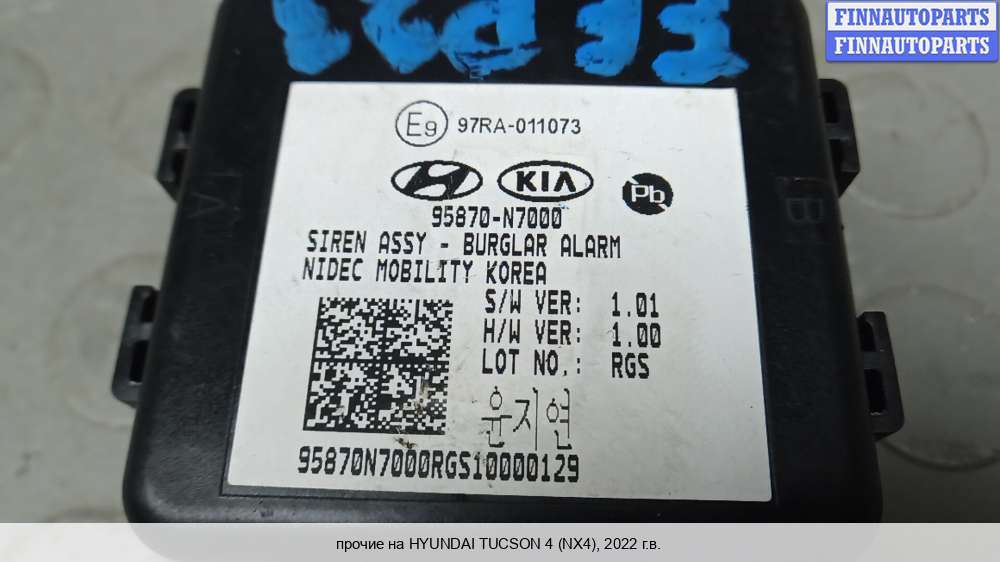 FINNAUTOPARTS
FINNAUTOPARTS
E9 97RA-011073
KIA
Pb
95870-N7000
SIREN ASSY - BURGLAR ALARM
NIDEC MOBILITY KOREA
S/W VER: 1.01
H/W VER: 1.00
LOT NO.: RGS
윤지연
95870N7000RGS10000129
прочие на HYUNDAI TUCSON 4 (NX4), 2022 г.в.